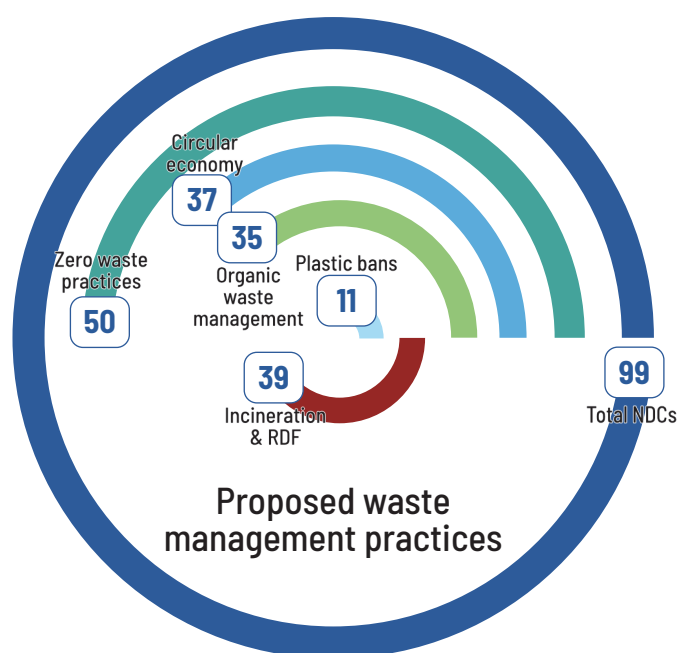 Circular
economy
37
35
Organic
waste
management
Zero waste
practices
50
Plastic bans
11
39
Incineration
& RDF
99
Total NDCs
Proposed waste
management practices